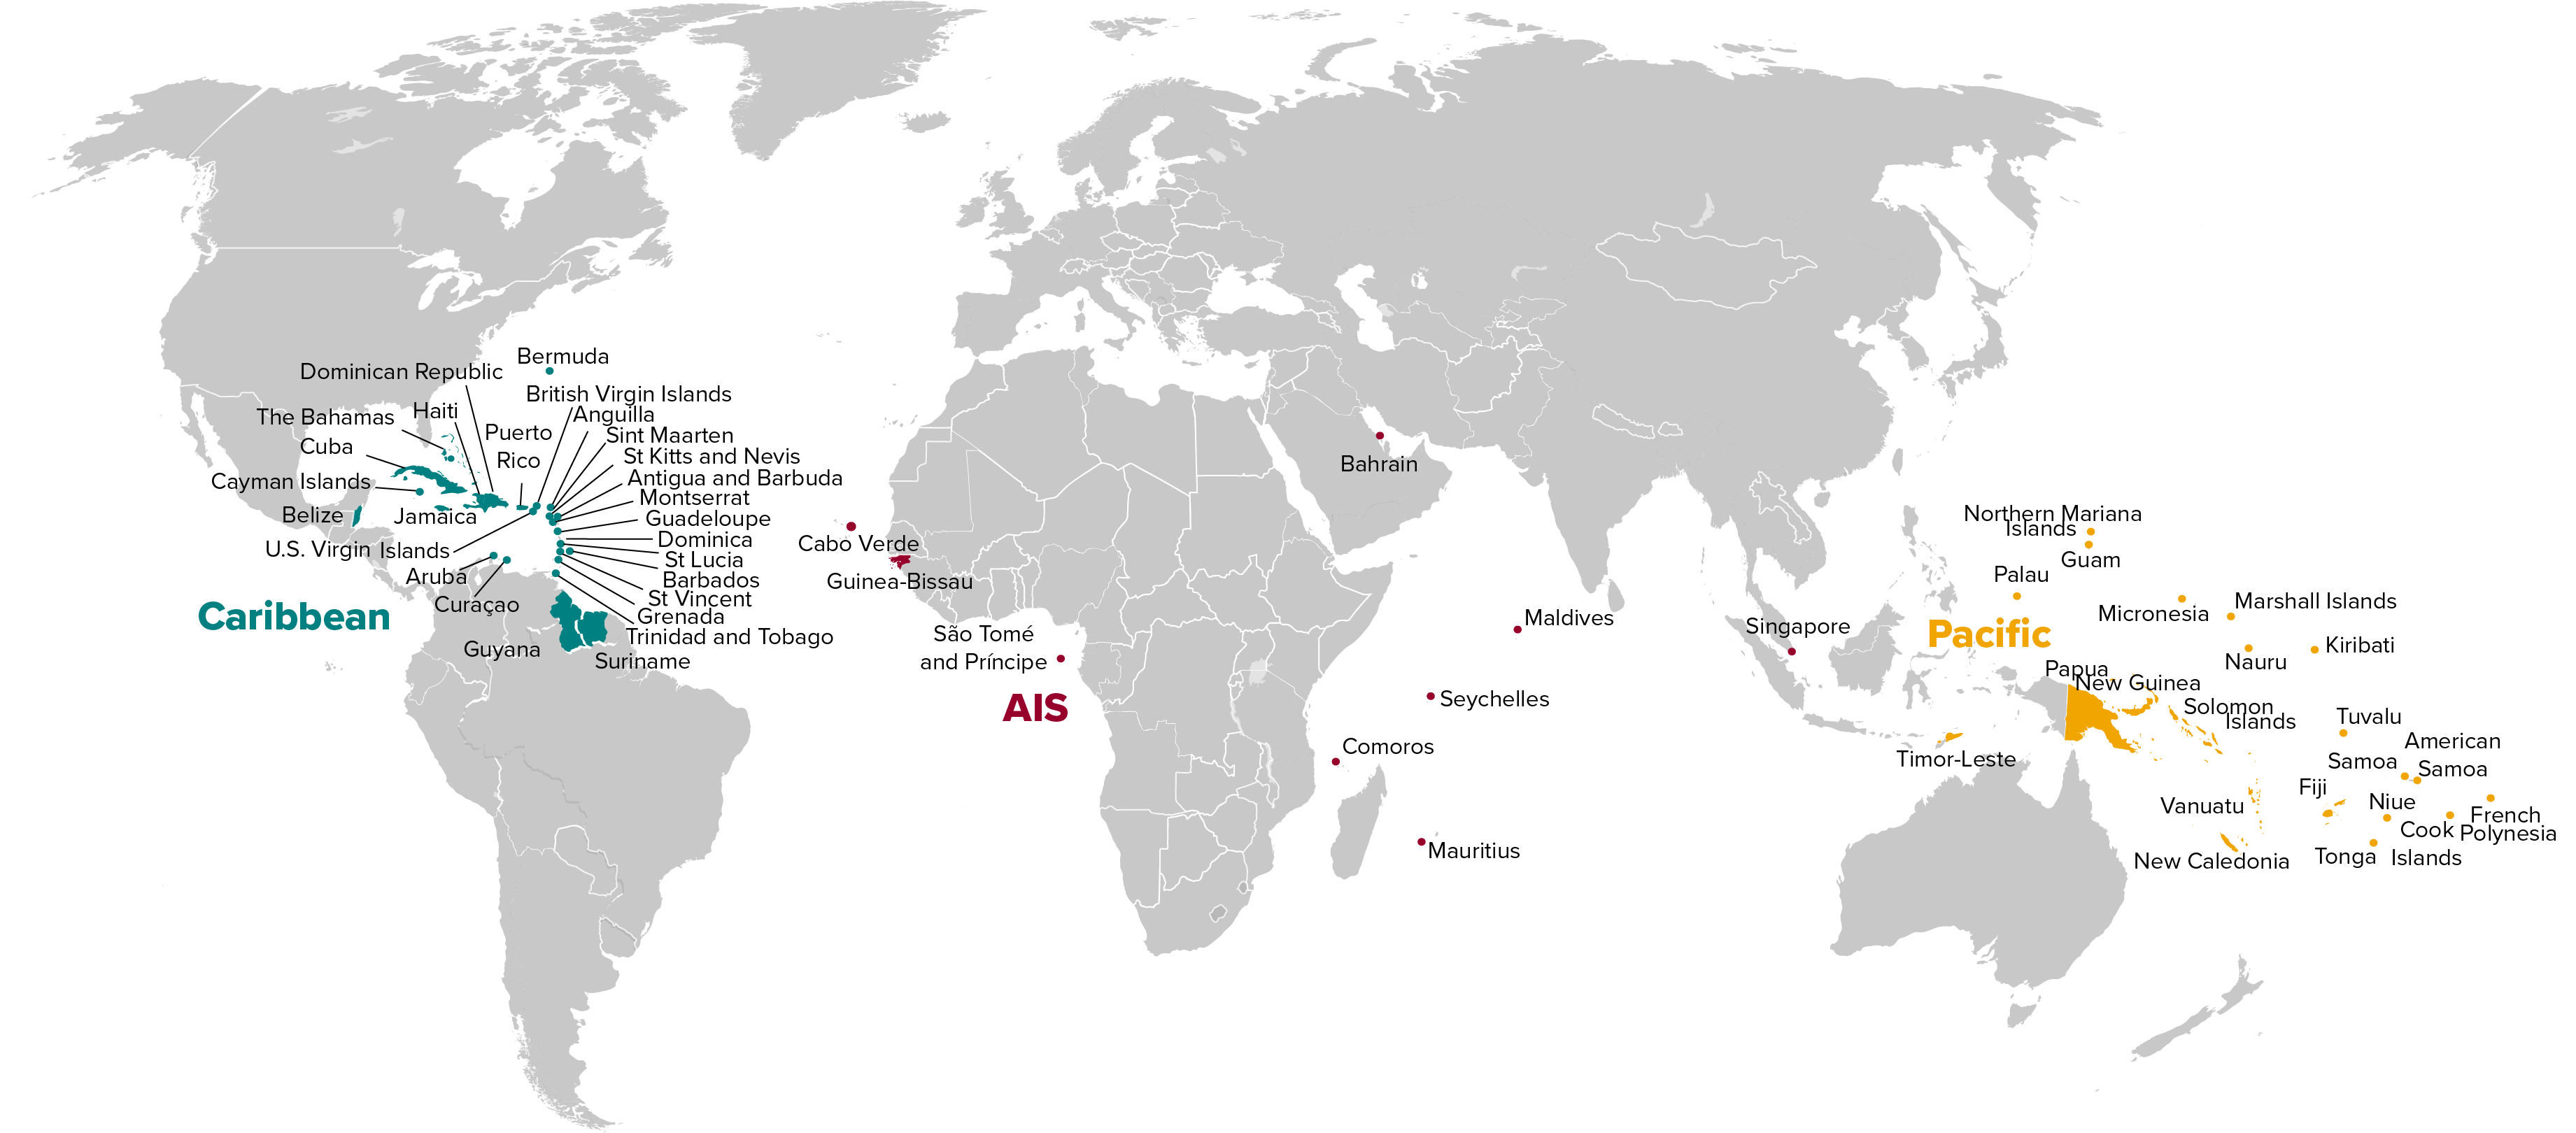 Bermuda
Dominican Republic
British Virgin Islands
The Bahamas
Haiti
Anguilla
Cuba
Puerto
Rico
Sint Maarten
St Kitts and Nevis
Cayman Islands
Antigua and Barbuda
Montserrat
Belize
Jamaica
Guadeloupe
U.S. Virgin Islands
Dominica
St Lucia
Aruba
Barbados
Curaçao
St Vincent
Grenada
Caribbean
Trinidad and Tobago
Guyana
Suriname
Cabo Verde
Guinea-Bissau
São Tomé
and Príncipe
AIS
Bahrain
Maldives
Seychelles
Comoros
Mauritius
Singapore
Northern Mariana
Islands
Guam
Palau
Micronesia
Marshall Islands
Pacific
Kiribati
Nauru
Papua
New Guinea
Solomon
Islands
Tuvalu
Timor-Leste
American
Samoa
Samoa
Fiji
Vanuatu
Niue
French
Polynesia
Cook
Islands
New Caledonia
Tonga